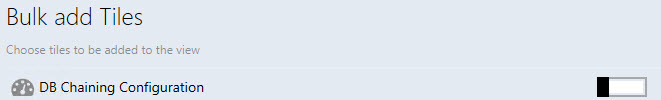 Bulk add Tiles
Choose tiles to be added to the view
DB Chaining Configuration